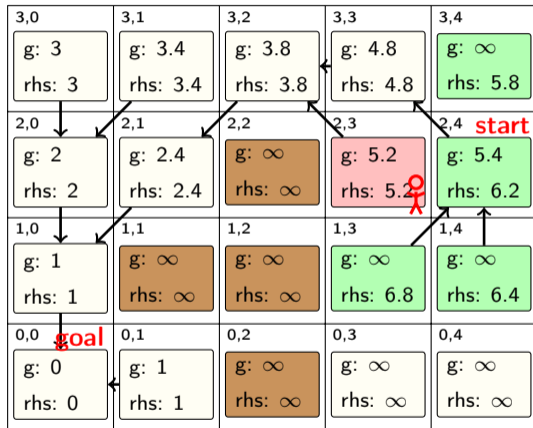 3,0 3,1 3,2 3,3 3,4
g: 3 g: 3.4 g: 3.8 g: 4.8 g: ∞
rhs: 3 rhs: 3.4 rhs: 3.8 rhs: 4.8 rhs: 5.8
2,0 2,1 2,2 2,3 2,4 start
g: 2 g: 2.4 g: ∞ g: 5.2 g: 5.4
rhs: 2 rhs: 2.4 rhs: ∞ rhs: 5.2 rhs: 6.2
1,0 1,1 1,2 1,3 1,4
g: 1 g: ∞ g: ∞ g: ∞ g: ∞
rhs: 1 rhs: ∞ rhs: ∞ rhs: 6.8 rhs: 6.4
0,0 goal 0,1 0,2 0,3 0,4
g: 0 g: 1 g: ∞ g: ∞ g: ∞
rhs: 0 rhs: 1 rhs: ∞ rhs: ∞ rhs: ∞